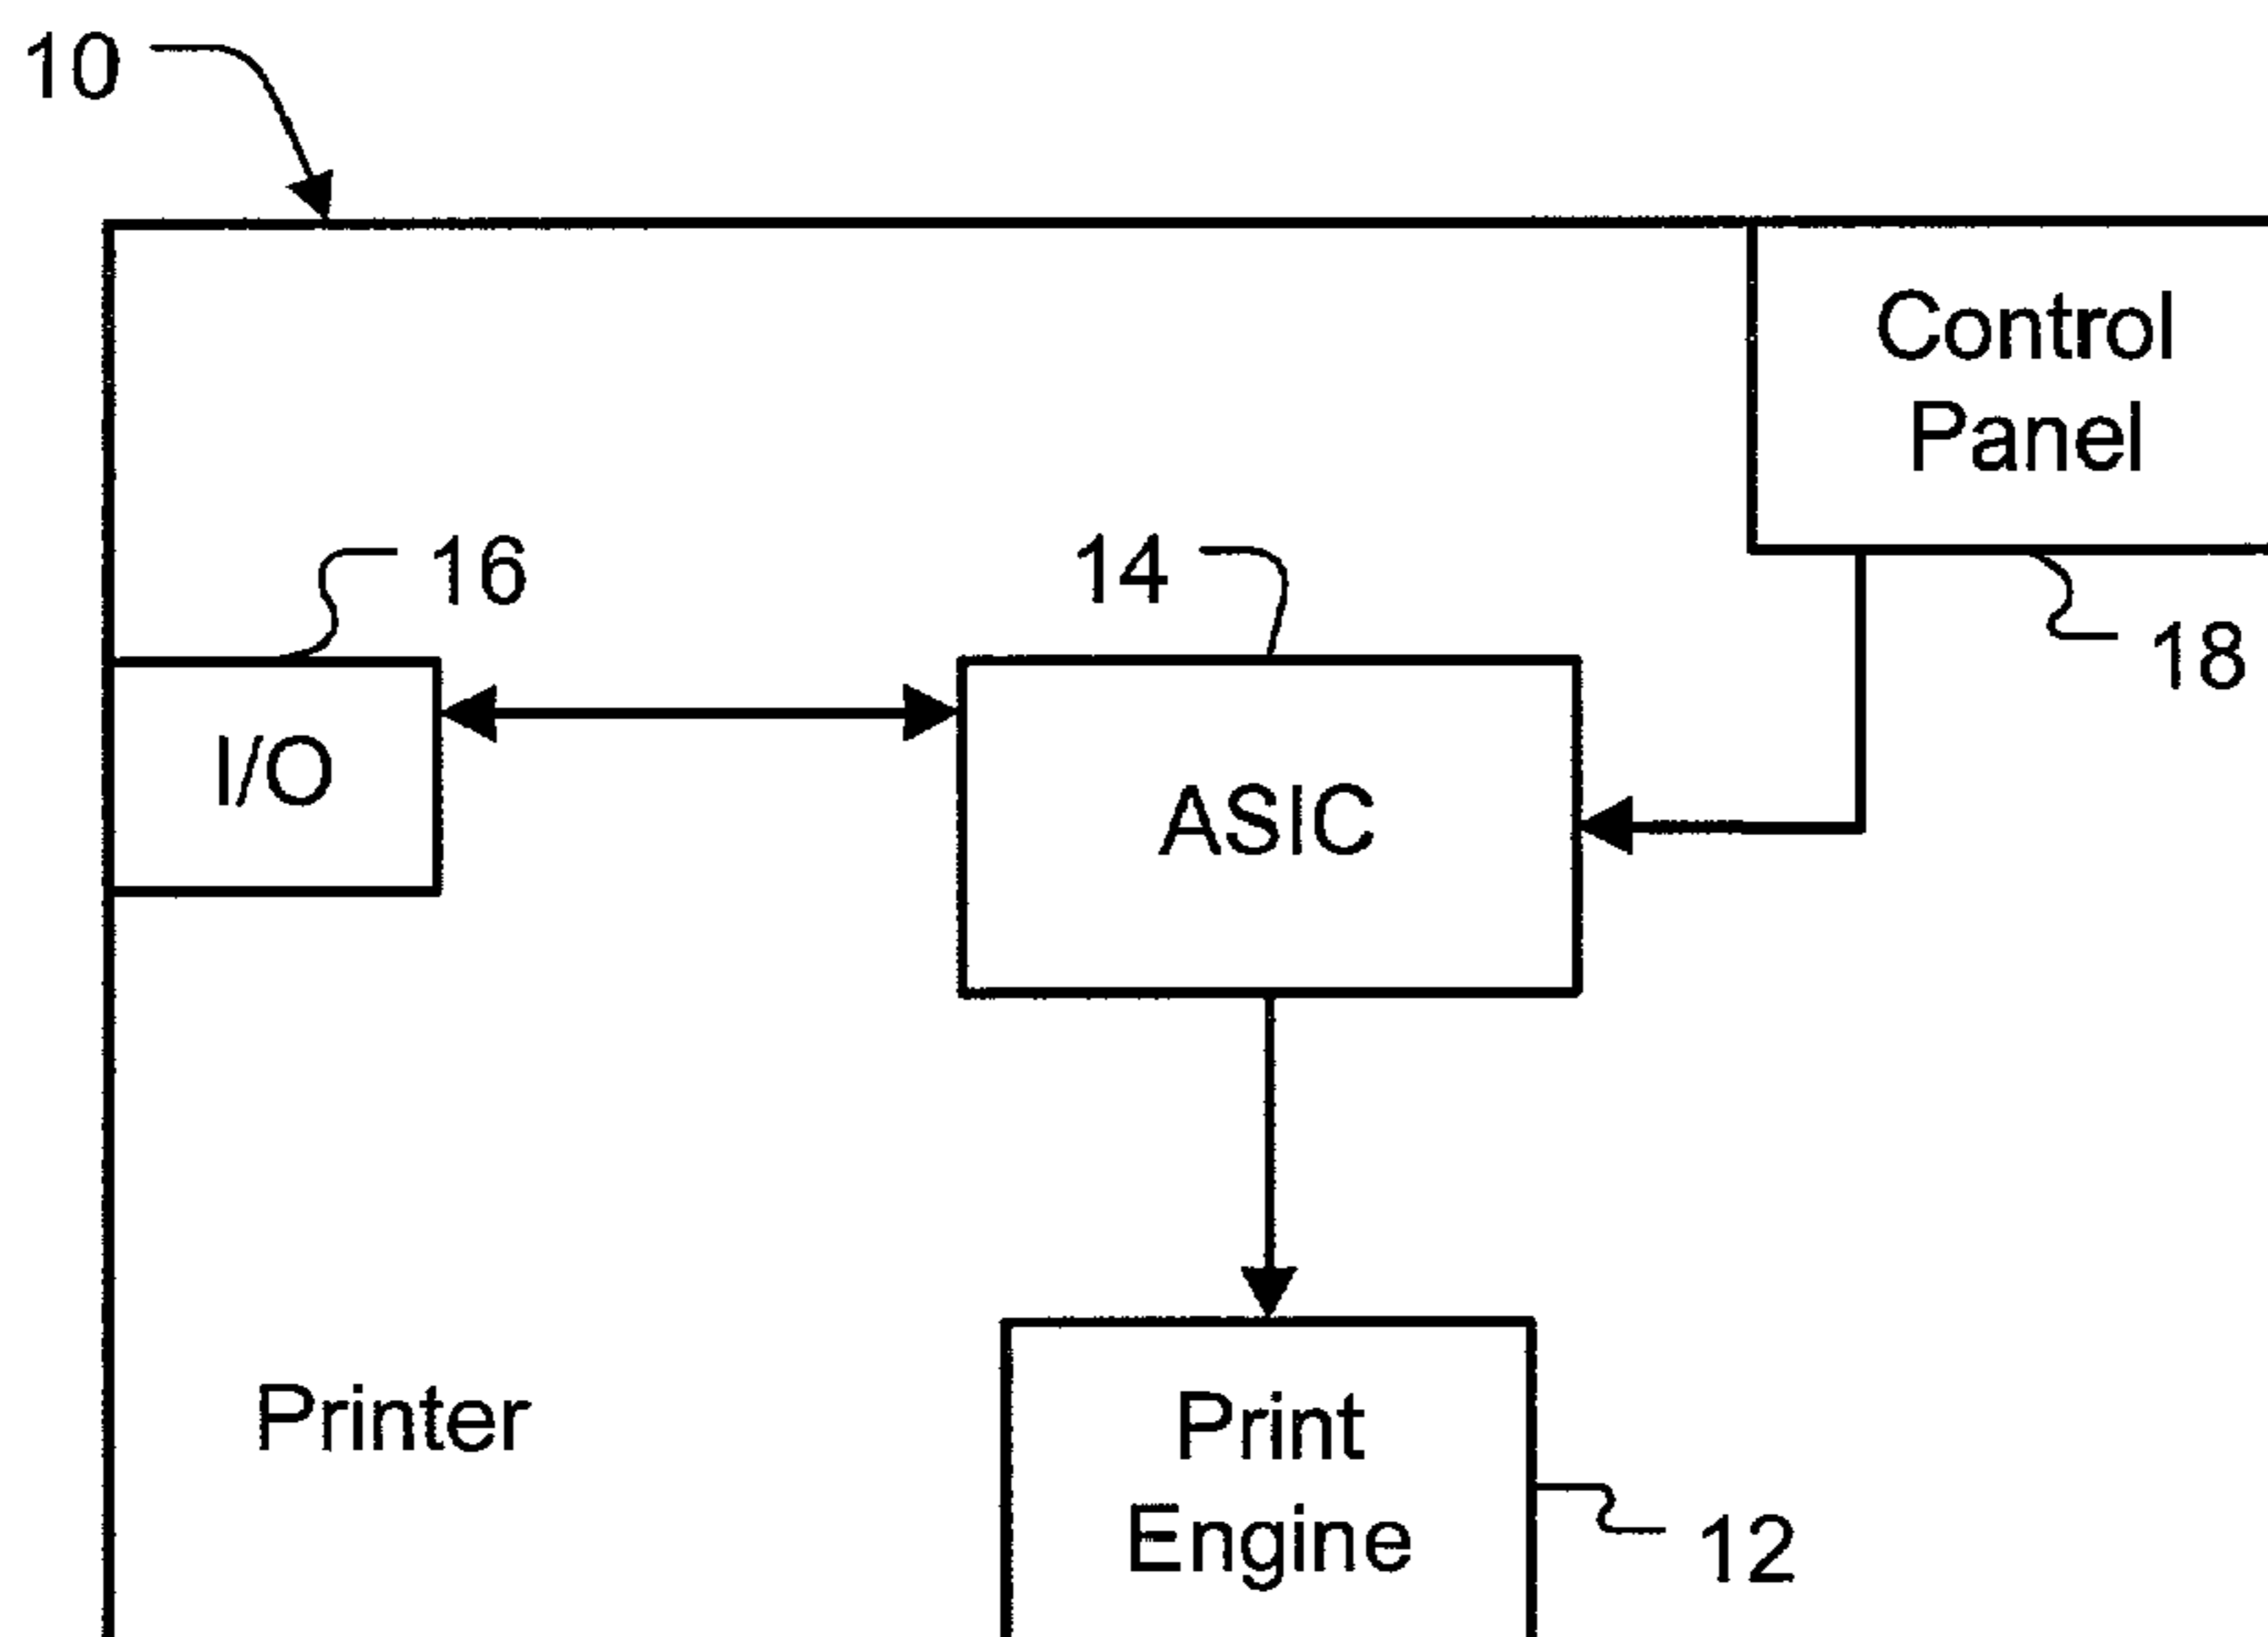 10
Control
Panel
16
14
18
I/O
ASIC
Printer
Print
Engine
12